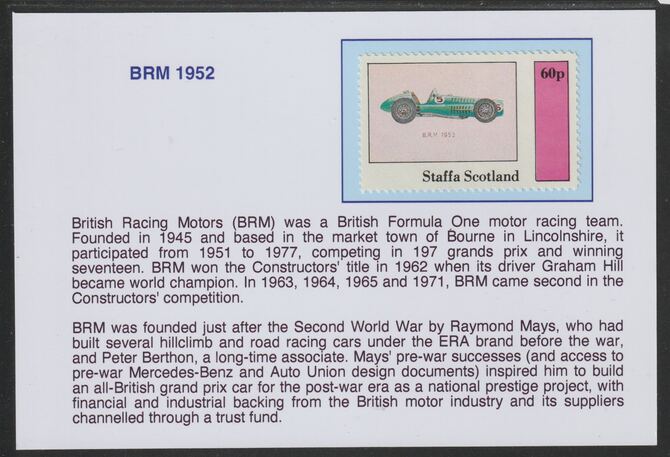 BRM 1952
60p
5
5
B.R.M 1952
Staffa Scotland
British Racing Motors (BRM) was a British Formula One motor racing team.
Founded in 1945 and based in the market town of Bourne in Lincolnshire, it
participated from 1951 to 1977, competing in 197 grands prix and winning
seventeen. BRM won the Constructors' title in 1962 when its driver Graham Hill
became world champion. In 1963, 1964, 1965 and 1971, BRM came second in the
Constructors' competition.
BRM was founded just after the Second World War by Raymond Mays, who had
built several hillclimb and road racing cars under the ERA brand before the war,
and Peter Berthon, a long-time associate. Mays' pre-war successes (and access to
pre-war Mercedes-Benz and Auto Union design documents) inspired him to build
an all-British grand prix car for the post-war era as a national prestige project, with
financial and industrial backing from the British motor industry and its suppliers
channelled through a trust fund.